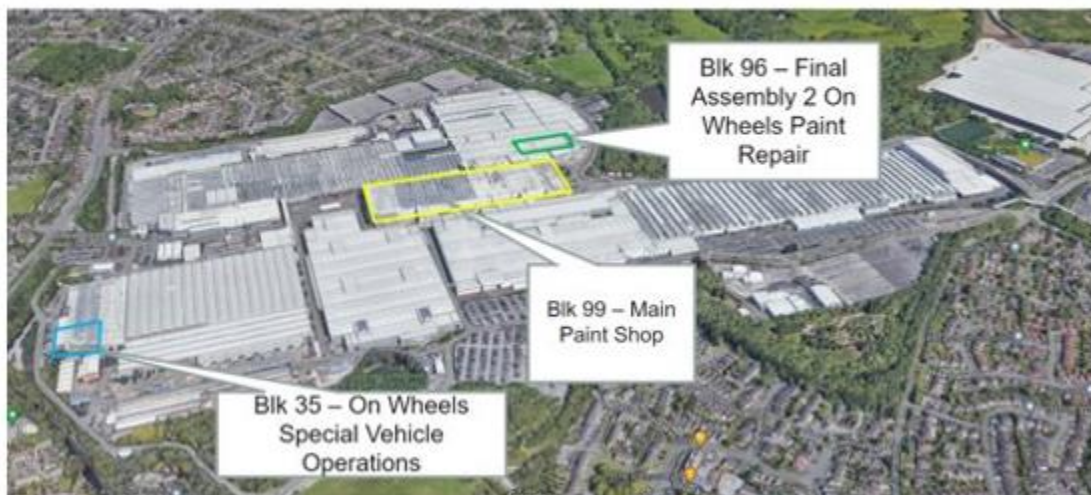 Blk 96 – Final
Assembly 2 On
Wheels Paint
Repair
Blk 99 – Main
Paint Shop
Blk 35 – On Wheels
Special Vehicle
Operations